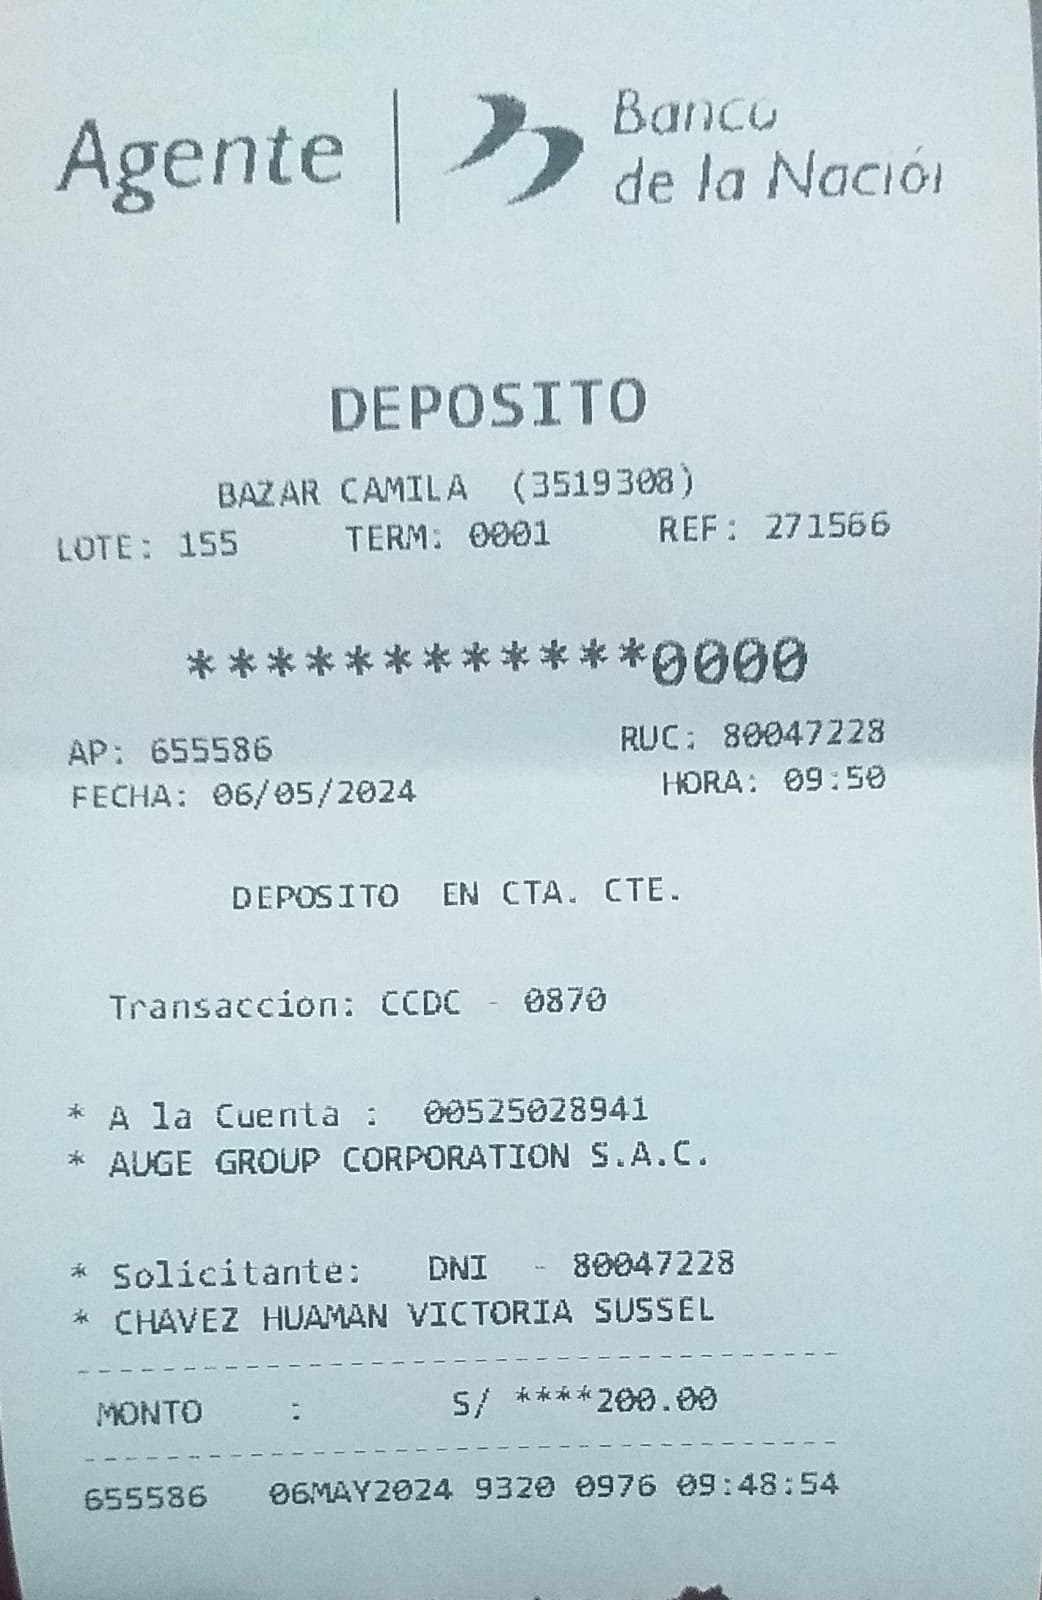 Agente | Banco
de la Nación
DEPOSITO
BAZAR CAMILA (3519308)
LOTE: 155 TERM: 0001 REF: 271566
************0000
AP: 655586 RUC: 80047228
FECHA: 06/05/2024 HORA: 09:50
DEPOSITO EN CTA. CTE.
Transaccion: CCDC - 0870
* A la Cuenta : 00525028941
* AUGE GROUP CORPORATION S.A.C.
* Solicitante: DNI - 80047228
* CHAVEZ HUAMAN VICTORIA SUSSEL
MONTO : S/ ****200.00
655586 06MAY2024 9320 0976 09:48:54